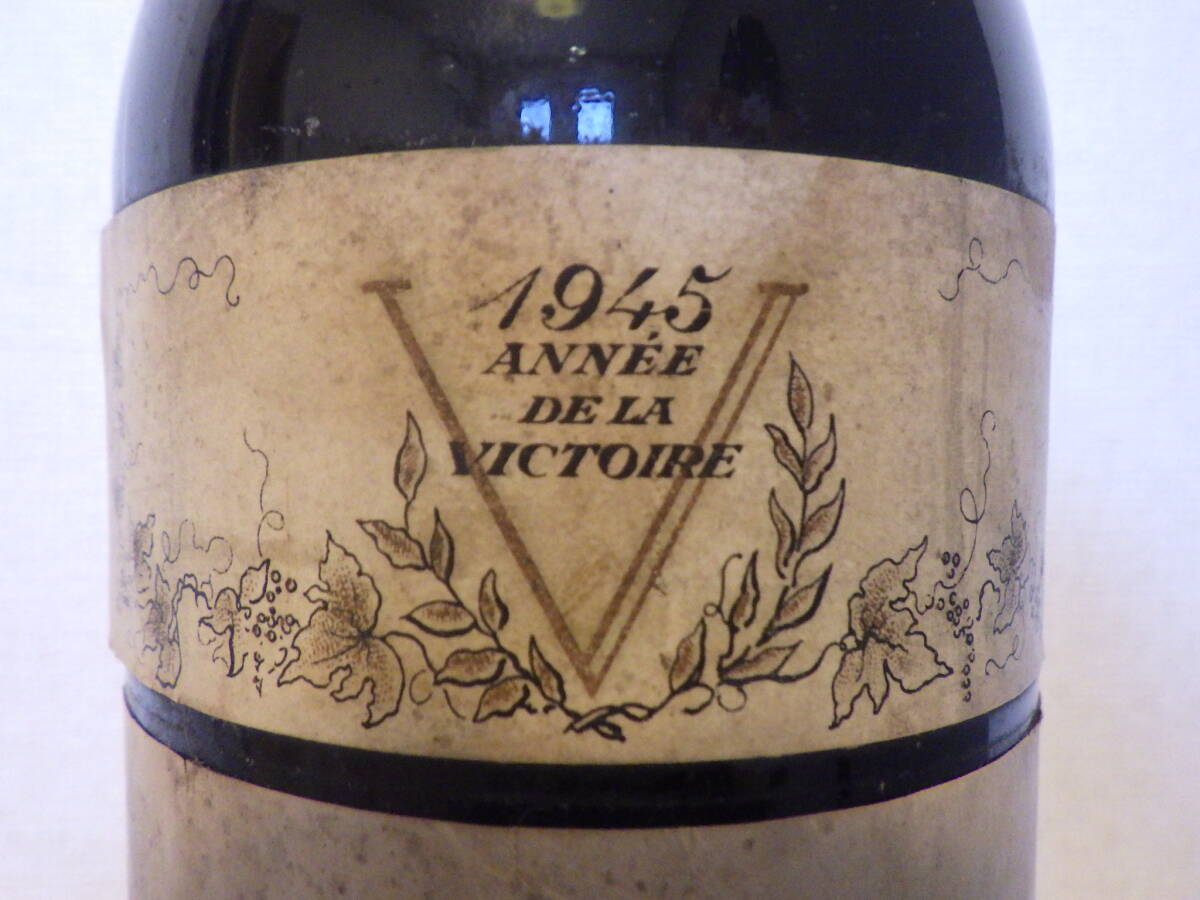 1945
ANNÉE
DE LA
VICTOIRE
V